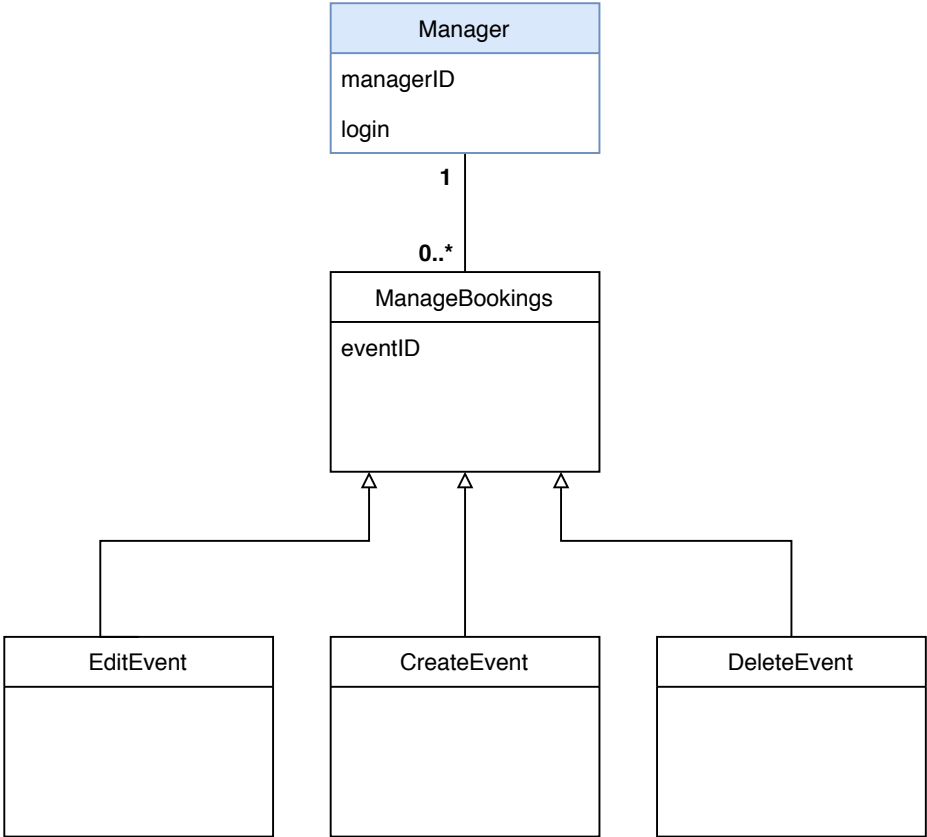 Manager
managerID
login
1
0..*
ManageBookings
eventID
EditEvent
CreateEvent
DeleteEvent